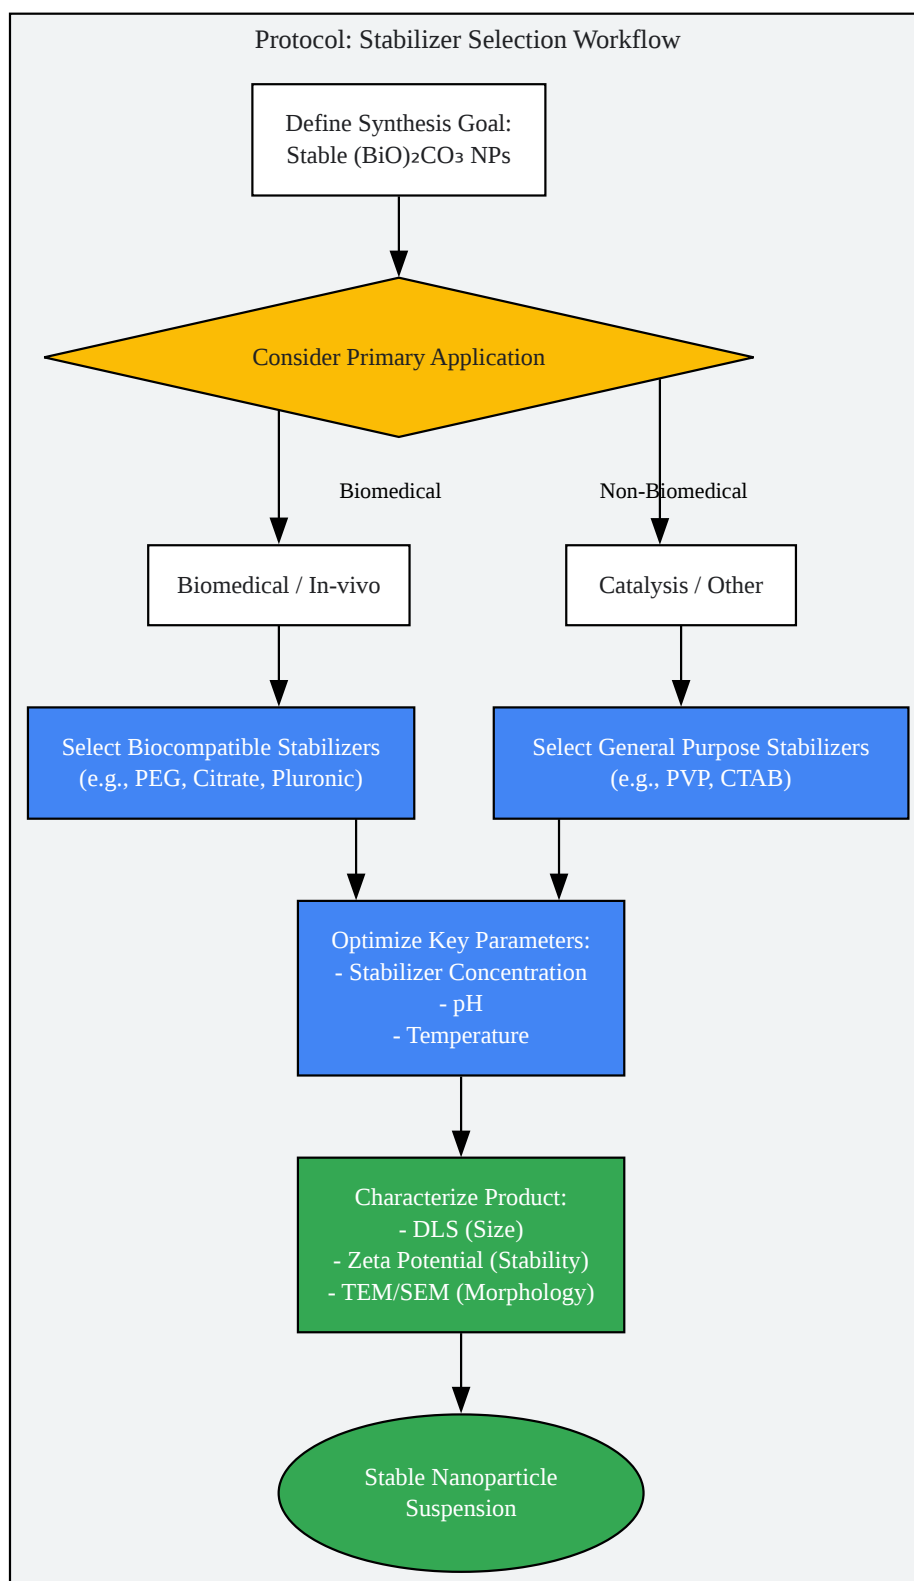 Protocol: Stabilizer Selection Workflow
Define Synthesis Goal:
Stable (BiO)₂CO₃ NPs
Consider Primary Application
Biomedical
Non-Biomedical
Biomedical / In-vivo
Catalysis / Other
Select Biocompatible Stabilizers
(e.g., PEG, Citrate, Pluronic)
Select General Purpose Stabilizers
(e.g., PVP, CTAB)
Optimize Key Parameters:
- Stabilizer Concentration
- pH
- Temperature
Characterize Product:
- DLS (Size)
- Zeta Potential (Stability)
- TEM/SEM (Morphology)
Stable Nanoparticle
Suspension